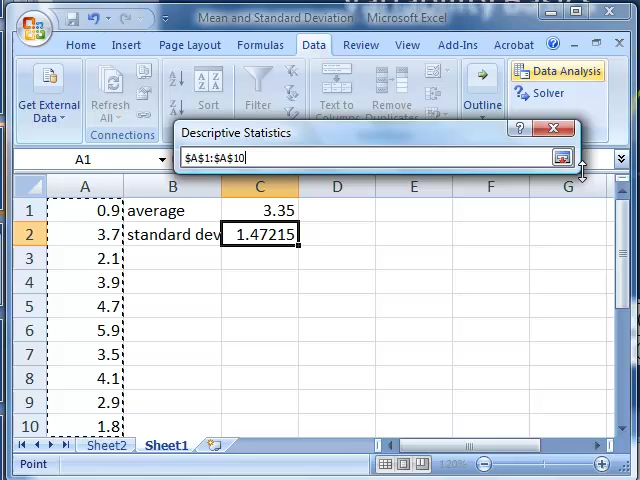 Mean and Standard Deviation - Microsoft Excel
Home Insert Page Layout Formulas Data Review View Add-Ins Acrobat
Get External Data
Refresh All
Connections
Sort
Filter
Text to Columns
Remove Duplicates
Outline
Data Analysis
Solver
Descriptive Statistics
$A$1:$A$10
A1
A B C D E F G
1 0.9 average 3.35
2 3.7 standard dev 1.47215
3 2.1
4 3.9
5 4.7
6 5.9
7 3.5
8 4.1
9 2.9
10 1.8
Sheet2 Sheet1
Point 120%